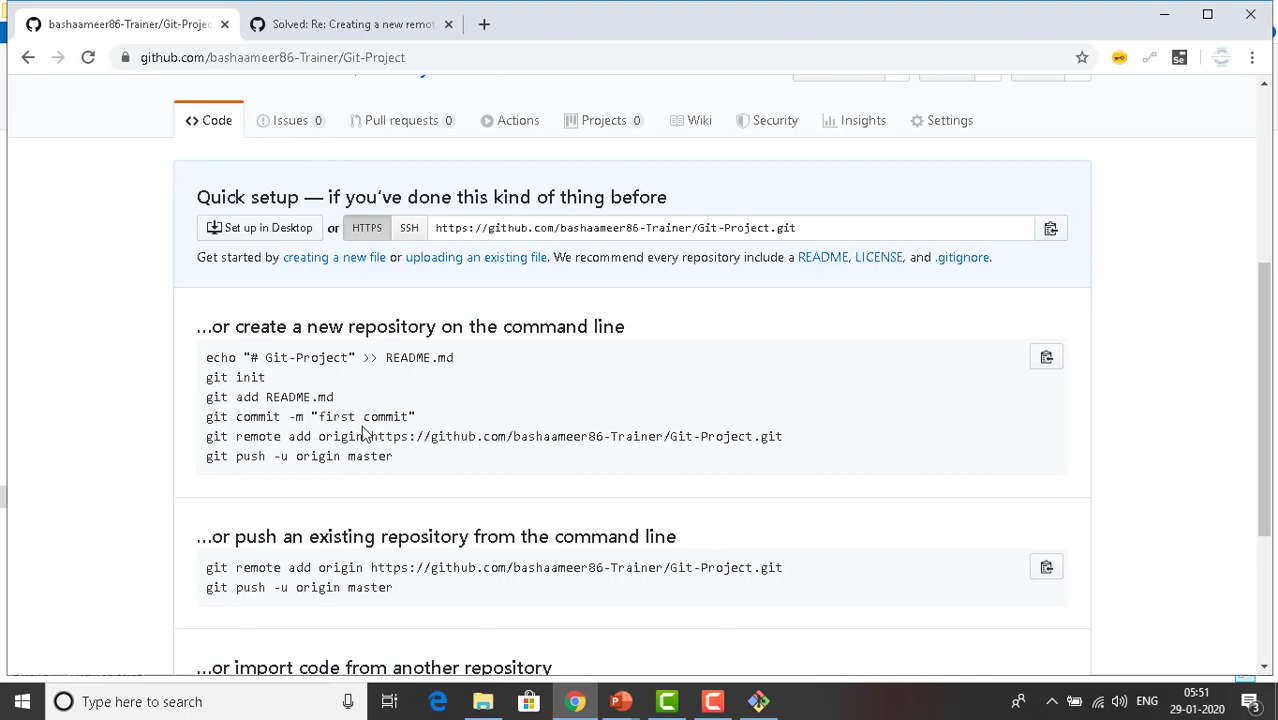 bashaameer86-Trainer/Git-Projec
Solved: Re: Creating a new remot
github.com/bashaameer86-Trainer/Git-Project
Se
Code
Issues 0
Pull requests 0
Actions
Projects 0
Wiki
Security
Insights
Settings
Quick setup — if you've done this kind of thing before
Set up in Desktop or HTTPS SSH https://github.com/bashaameer86-Trainer/Git-Project.git
Get started by creating a new file or uploading an existing file. We recommend every repository include a README, LICENSE, and .gitignore.
…or create a new repository on the command line
echo "# Git-Project" >> README.md
git init
git add README.md
git commit -m "first commit"
git remote add origin https://github.com/bashaameer86-Trainer/Git-Project.git
git push -u origin master
…or push an existing repository from the command line
git remote add origin https://github.com/bashaameer86-Trainer/Git-Project.git
git push -u origin master
…or import code from another repository
Type here to search
ENG
05:51
29-01-2020
3